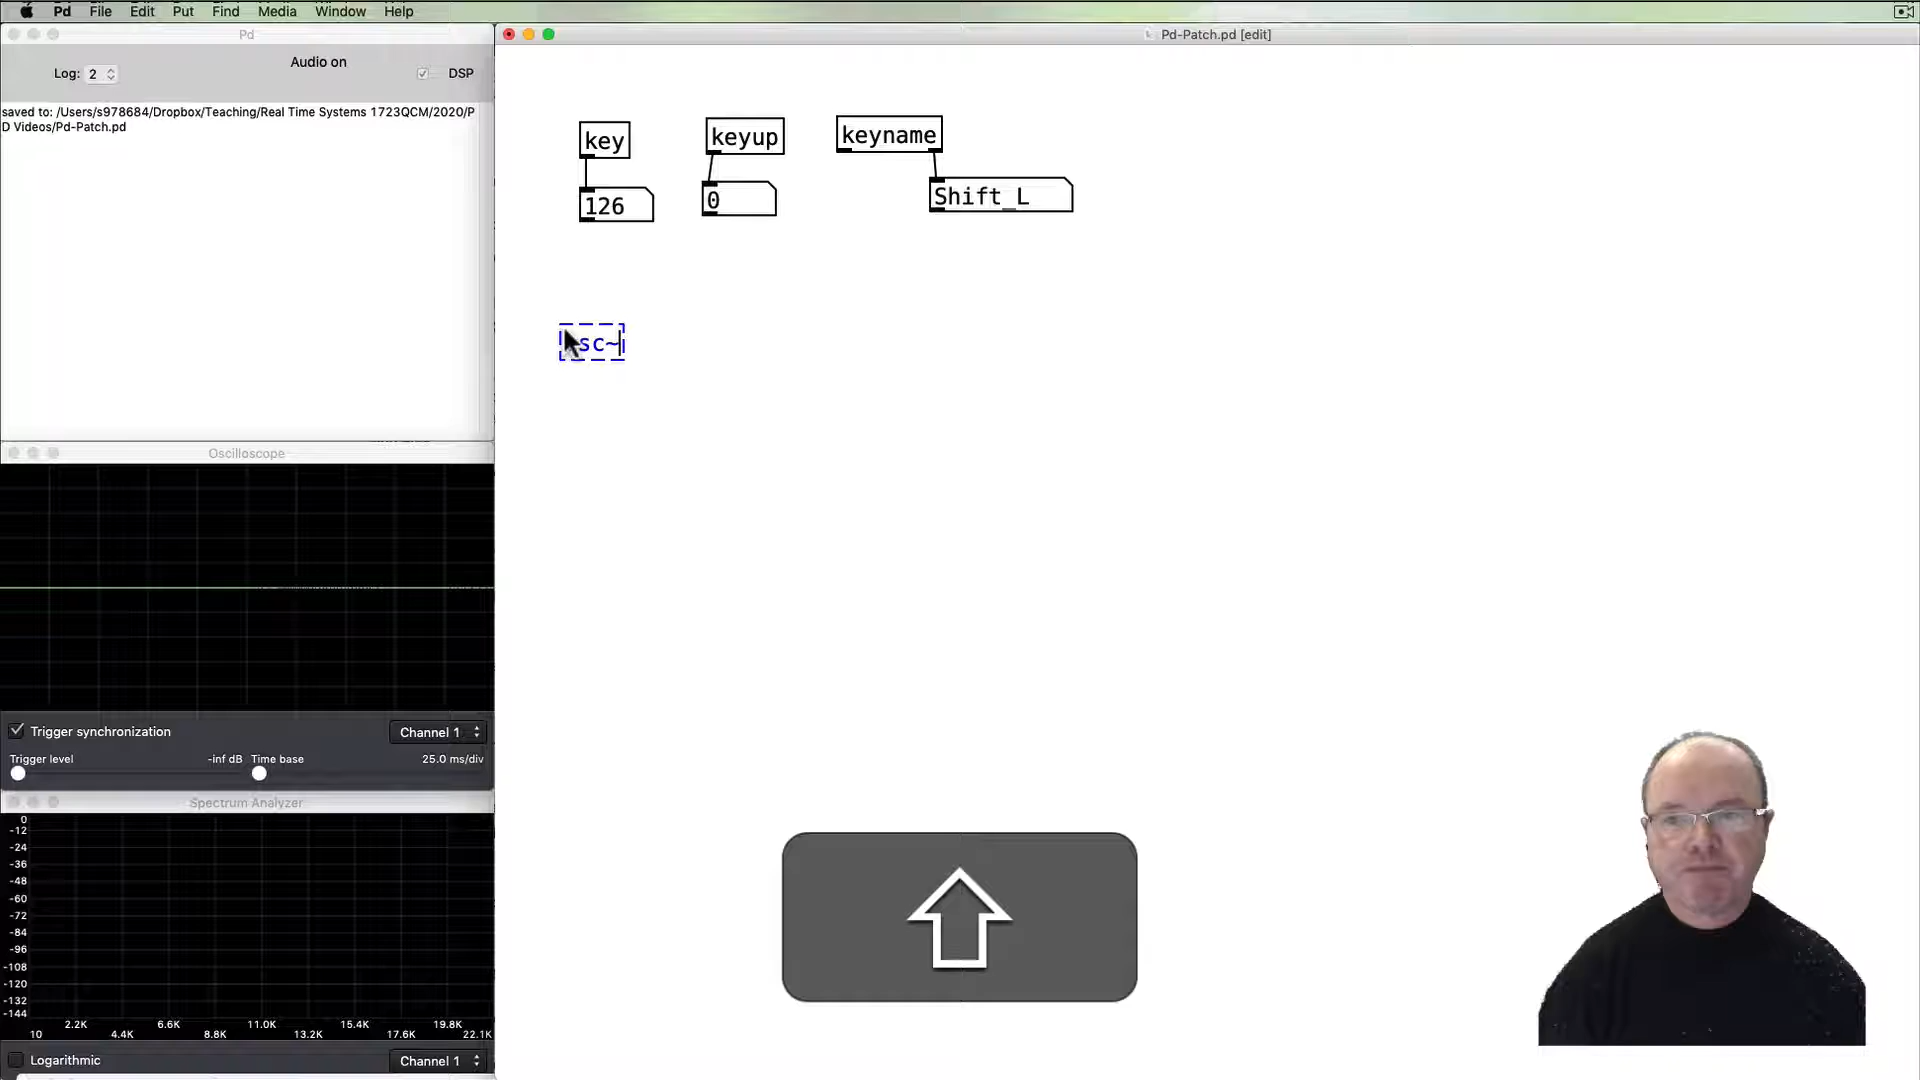 Pd File Edit Put Find Media Window Help
Pd
Log: 2
Audio on
DSP
saved to: /Users/s978684/Dropbox/Teaching/Real Time Systems 1723QCM/2020/P
D Videos/Pd-Patch.pd
Oscilloscope
Trigger synchronization
Channel 1
Trigger level
-inf dB
Time base
25.0 ms/div
Spectrum Analyzer
0
-12
-24
-36
-48
-60
-72
-84
-96
-108
-120
-132
-144
2.2K 6.6K 11.0K 15.4K 19.8K
10 4.4K 8.8K 13.2K 17.6K 22.1K
Logarithmic
Channel 1
Pd-Patch.pd [edit]
key
keyup
keyname
126
0
Shift_L
sc~